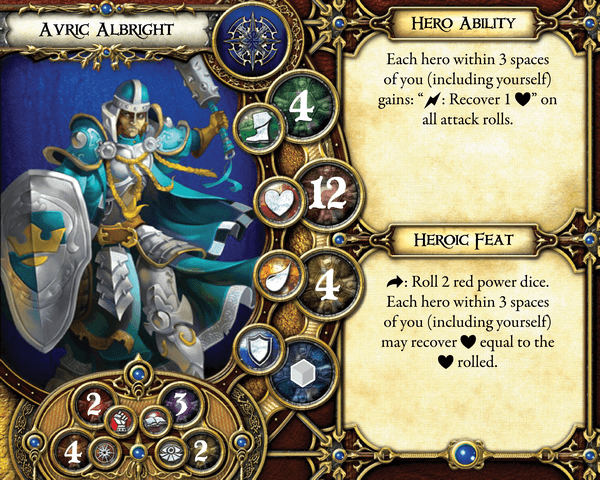 Avric Albright
4
12
4
2
3
4
2
Hero Ability
Each hero within 3 spaces
of you (including yourself)
gains: “ : Recover 1 ” on
all attack rolls.
Heroic Feat
: Roll 2 red power dice.
Each hero within 3 spaces
of you (including yourself)
may recover equal to the
rolled.